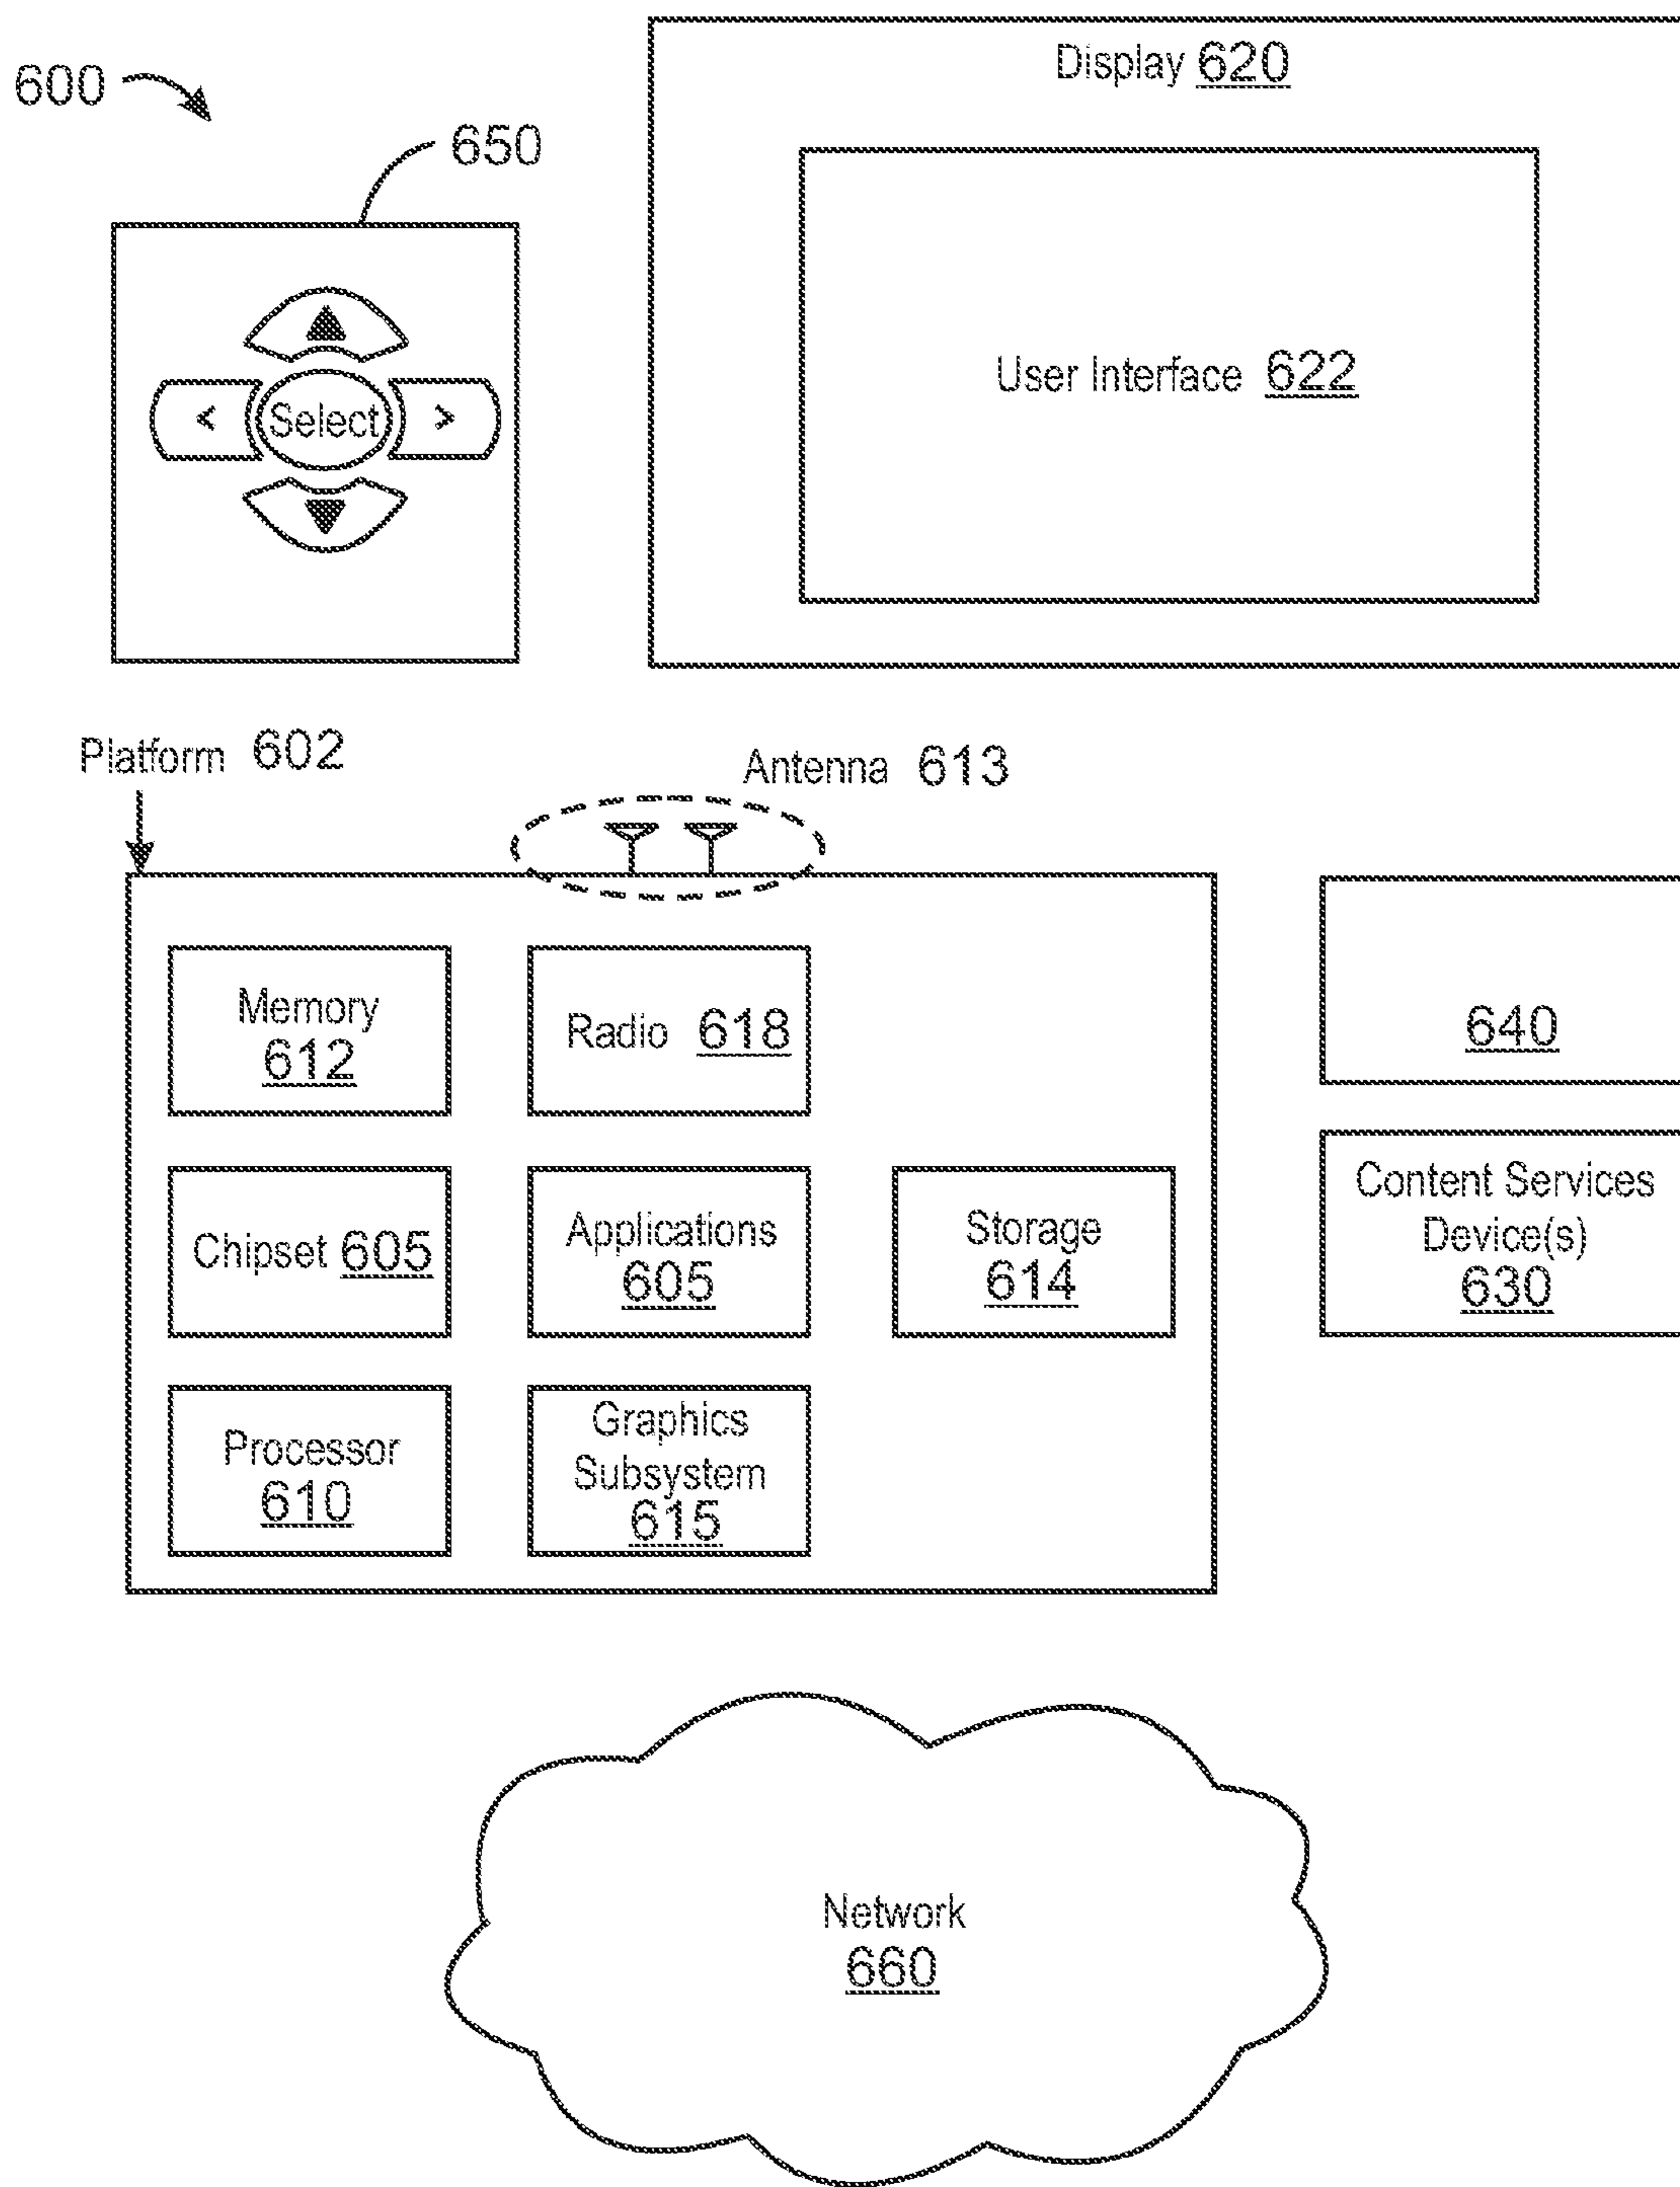 600
650
Display 620
User Interface 622
<
Select
>
Platform 602
Antenna 613
Memory
612
Radio 618
640
Chipset 605
Applications
605
Storage
614
Content Services
Device(s)
630
Processor
610
Graphics
Subsystem
615
Network
660